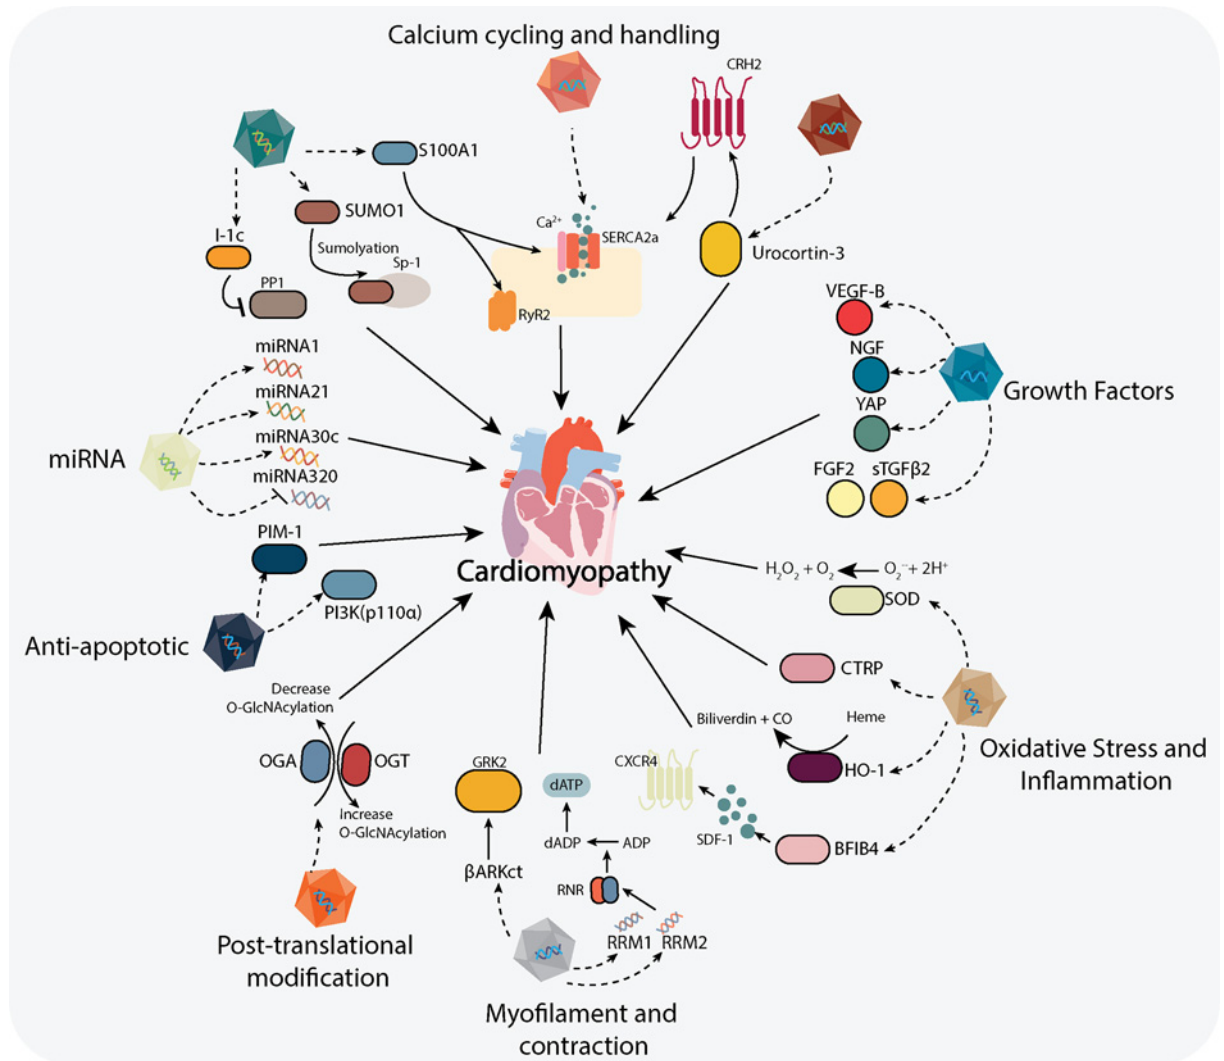 Calcium cycling and handling
CRH2
S100A1
SUMO1
I-1c
Sumolyation
Sp-1
PP1
Ca²⁺
SERCA2a
RyR2
Urocortin-3
VEGF-B
NGF
YAP
FGF2 sTGFβ2
Growth Factors
miRNA1
miRNA21
miRNA30c
miRNA320
miRNA
PIM-1
PI3K(p110α)
Anti-apoptotic
Cardiomyopathy
H₂O₂ + O₂
O₂⁻⁻ + 2H⁺
SOD
CTRP
Biliverdin + CO
Heme
HO-1
Oxidative Stress and
Inflammation
CXCR4
SDF-1
BFIB4
Decrease
O-GlcNAcylation
OGA
OGT
Increase
O-GlcNAcylation
Post-translational
modification
GRK2
βARKct
dATP
dADP
ADP
RNR
RRM1
RRM2
Myofilament and
contraction